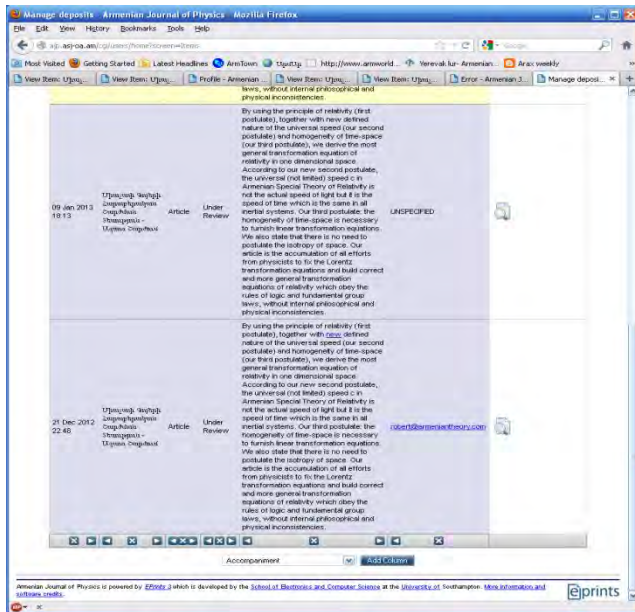 Manage deposits - Armenian Journal of Physics - Mozilla Firefox
File Edit View History Bookmarks Tools Help
Most Visited Getting Started Latest Headlines ArmTown http://www.armworld... Yerevak lur- Armenian... Arax weekly
View Item: View Item: Profile - Armenian ... View Item: View Item: Error - Armenian J... Manage deposi...
laws, without internal philosophical and
physical inconsistencies.
By using the principle of relativity (first
postulate), together with new defined
nature of the universal speed (our second
postulate) and homogeneity of time-space
(our third postulate), we derive the most
general transformation equation of
relativity in one dimensional space.
According to our new second postulate,
the universal (not limited) speed c in
Armenian Special Theory of Relativity is
not the actual speed of light but it is the
speed of time which is the same in all
inertial systems. Our third postulate: the
homogeneity of time-space is necessary
to furnish linear transformation equations.
We also state that there is no need to
postulate the isotropy of space. Our
article is the accumulation of all efforts
from physicists to fix the Lorentz
transformation equations and build correct
and more general transformation
equations of relativity which obey the
rules of logic and fundamental group
laws, without internal philosophical and
physical inconsistencies.
09 Jan 2013
18:13
Article
Under
Review
UNSPECIFIED
By using the principle of relativity (first
postulate), together with new defined
nature of the universal speed (our second
postulate) and homogeneity of time-space
(our third postulate), we derive the most
general transformation equation of
relativity in one dimensional space.
According to our new second postulate,
the universal (not limited) speed c in
Armenian Special Theory of Relativity is
not the actual speed of light but it is the
speed of time which is the same in all
inertial systems. Our third postulate: the
homogeneity of time-space is necessary
to furnish linear transformation equations.
We also state that there is no need to
postulate the isotropy of space. Our
article is the accumulation of all efforts
from physicists to fix the Lorentz
transformation equations and build correct
and more general transformation
equations of relativity which obey the
rules of logic and fundamental group
laws, without internal philosophical and
physical inconsistencies.
21 Dec 2012
22:48
Article
Under
Review
robert@armeniantheory.com
Accompaniment
Add Column
Armenian Journal of Physics is powered by EPrints 3 which is developed by the School of Electronics and Computer Science at the University of Southampton. More information and
software credits.
eprints